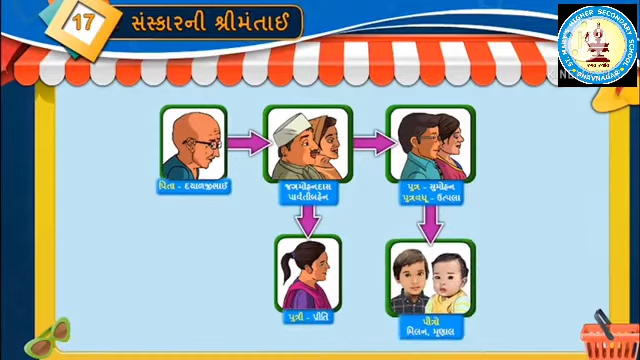 17
સંસ્કારની શ્રીમંતાઈ
પિતા - દયાળજીભાઈ
જગમોહનદાસ
પાર્વતીબહેન
પુત્ર - સુમોહન
પુત્રવધૂ - ઉત્પલા
પુત્રી - પ્રીતિ
પૌત્રો
મિલન, મૃણાલ